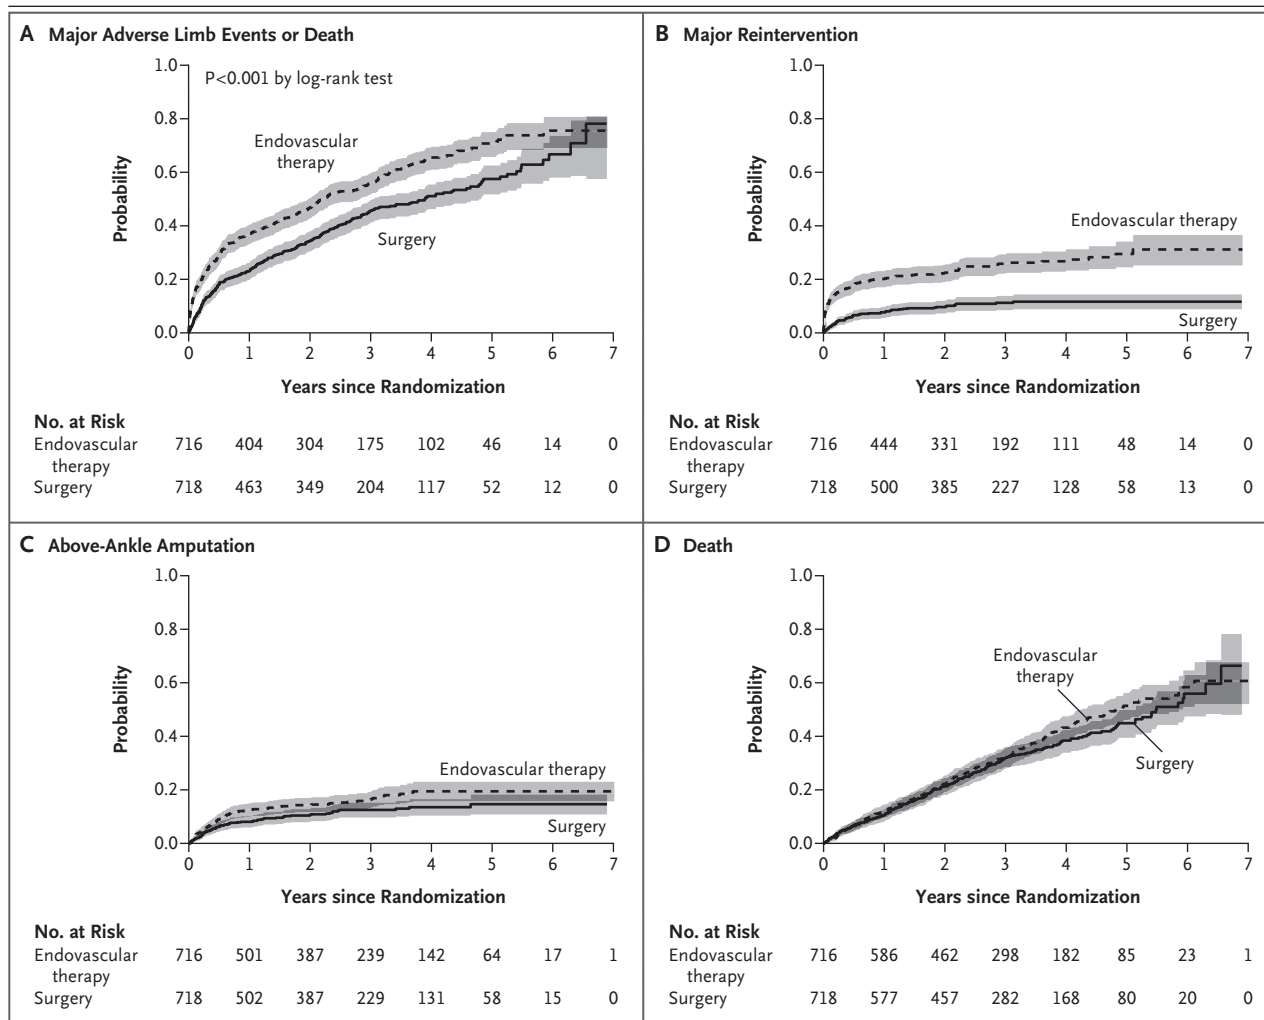 A Major Adverse Limb Events or Death
P<0.001 by log-rank test
1.0
0.8
0.6
0.4
0.2
0.0
Probability
Endovascular
therapy
Surgery
0 1 2 3 4 5 6 7
Years since Randomization
No. at Risk
Endovascular
therapy
716 404 304 175 102 46 14 0
Surgery 718 463 349 204 117 52 12 0
B Major Reintervention
1.0
0.8
0.6
0.4
0.2
0.0
Probability
Endovascular therapy
Surgery
0 1 2 3 4 5 6 7
Years since Randomization
No. at Risk
Endovascular
therapy
716 444 331 192 111 48 14 0
Surgery 718 500 385 227 128 58 13 0
C Above-Ankle Amputation
1.0
0.8
0.6
0.4
0.2
0.0
Probability
Endovascular therapy
Surgery
0 1 2 3 4 5 6 7
Years since Randomization
No. at Risk
Endovascular
therapy
716 501 387 239 142 64 17 1
Surgery 718 502 387 229 131 58 15 0
D Death
1.0
0.8
0.6
0.4
0.2
0.0
Probability
Endovascular
therapy
Surgery
0 1 2 3 4 5 6 7
Years since Randomization
No. at Risk
Endovascular
therapy
716 586 462 298 182 85 23 1
Surgery 718 577 457 282 168 80 20 0